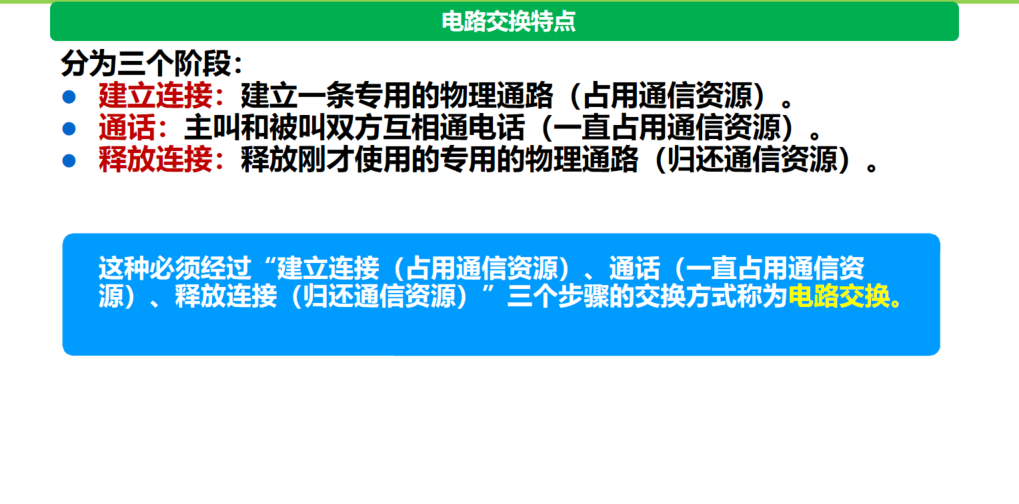 电路交换特点
分为三个阶段：
● 建立连接：建立一条专用的物理通路（占用通信资源）。
● 通话：主叫和被叫双方互相通电话（一直占用通信资源）。
● 释放连接：释放刚才使用的专用的物理通路（归还通信资源）。
这种必须经过“建立连接（占用通信资源）、通话（一直占用通信资
源）、释放连接（归还通信资源）”三个步骤的交换方式称为电路交换。